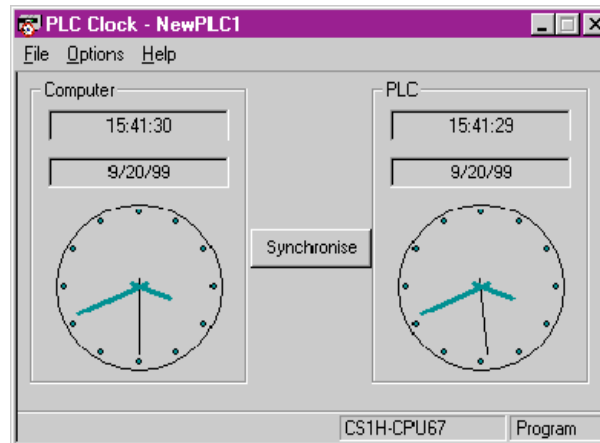 PLC Clock - NewPLC1
File Options Help
Computer
15:41:30
9/20/99
Synchronise
PLC
15:41:29
9/20/99
CS1H-CPU67
Program